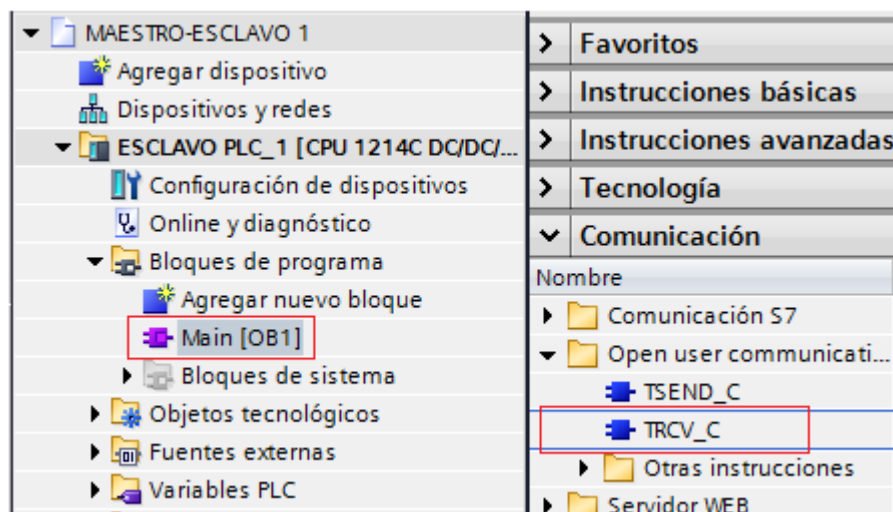 MAESTRO-ESCLAVO 1
Agregar dispositivo
Dispositivos y redes
ESCLAVO PLC_1 [CPU 1214C DC/DC/...
Configuración de dispositivos
Online y diagnóstico
Bloques de programa
Agregar nuevo bloque
Main [OB1]
Bloques de sistema
Objetos tecnológicos
Fuentes externas
Variables PLC
Favoritos
Instrucciones básicas
Instrucciones avanzadas
Tecnología
Comunicación
Nombre
Comunicación S7
Open user communicati...
TSEND_C
TRCV_C
Otras instrucciones
Servidor WEB